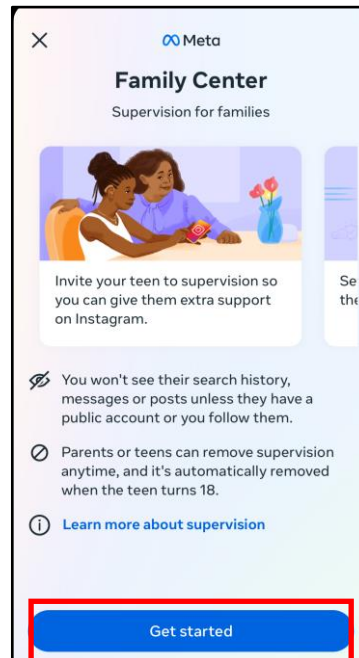 Meta
Family Center
Supervision for families
Invite your teen to supervision so
you can give them extra support
on Instagram.
Se
the
You won't see their search history,
messages or posts unless they have a
public account or you follow them.
Parents or teens can remove supervision
anytime, and it's automatically removed
when the teen turns 18.
Learn more about supervision
Get started